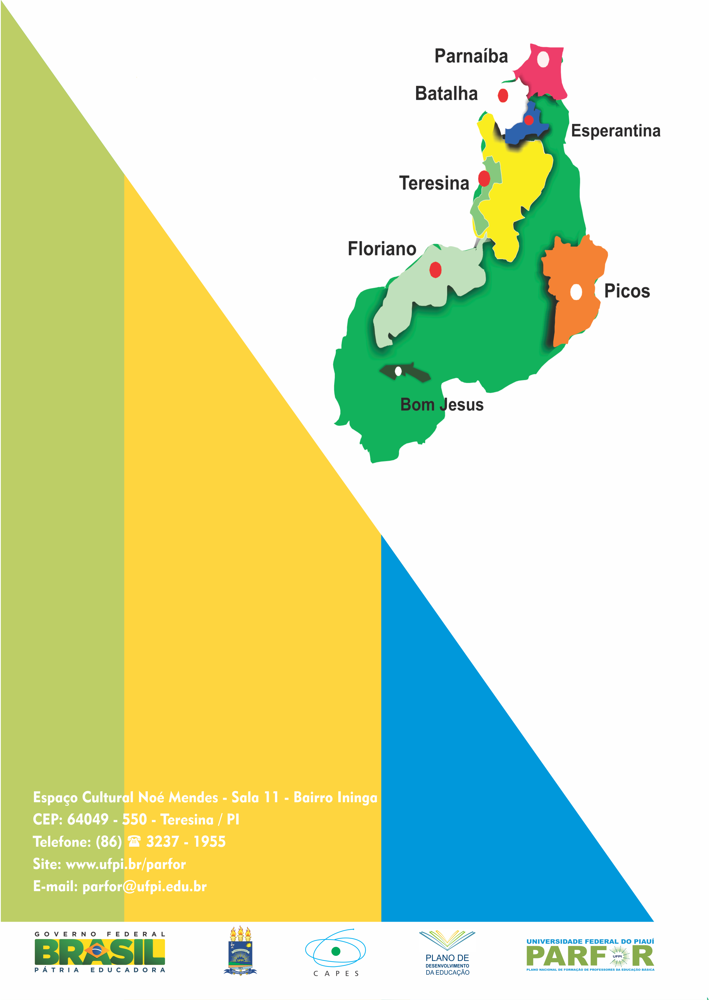 Parnaíba
Batalha
Esperantina
Teresina
Floriano
Picos
Bom Jesus
Espaço Cultural Noé Mendes - Sala 11 - Bairro Ininga
CEP: 64049 - 550 - Teresina / PI
Telefone: (86) ☎ 3237 - 1955
Site: www.ufpi.br/parfor
E-mail: parfor@ufpi.edu.br
GOVERNO FEDERAL
BRASIL
PÁTRIA EDUCADORA
UFPI
1971
CAPES
PLANO DE
DESENVOLVIMENTO
DA EDUCAÇÃO
UNIVERSIDADE FEDERAL DO PIAUÍ
PARFOR
UFPI
PLANO NACIONAL DE FORMAÇÃO DE PROFESSORES DA EDUCAÇÃO BÁSICA